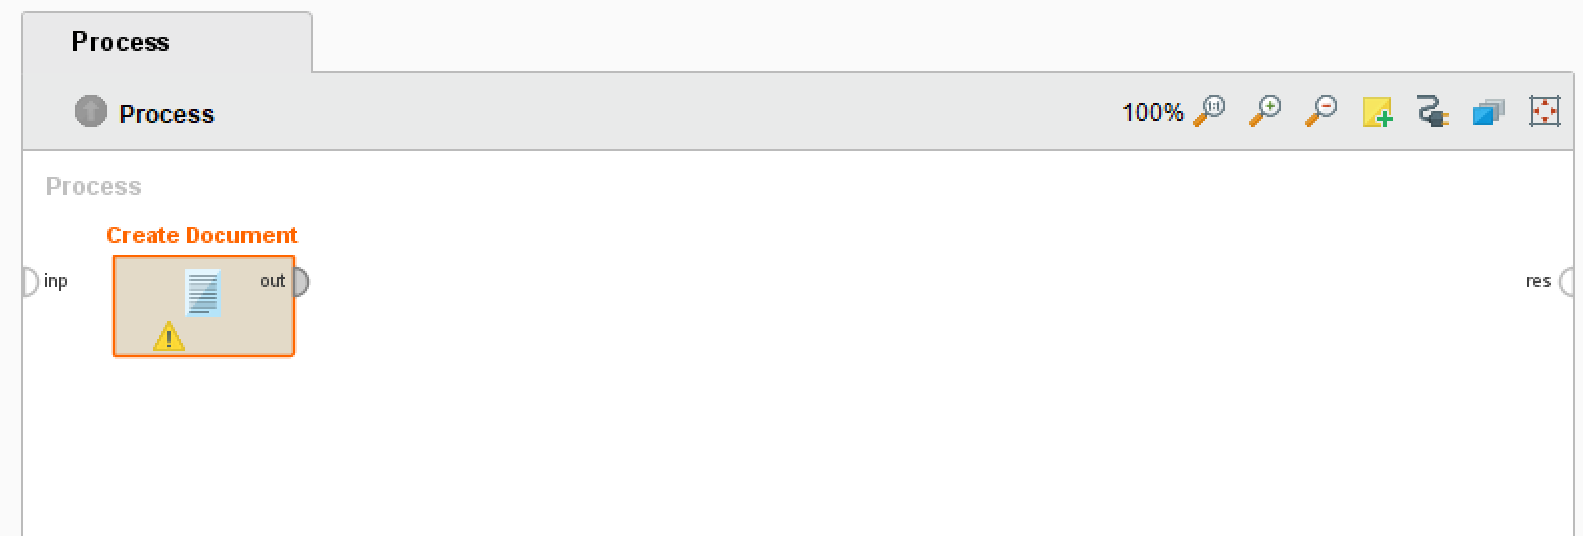 Process
Process
100%
Process
Create Document
inp
out
res